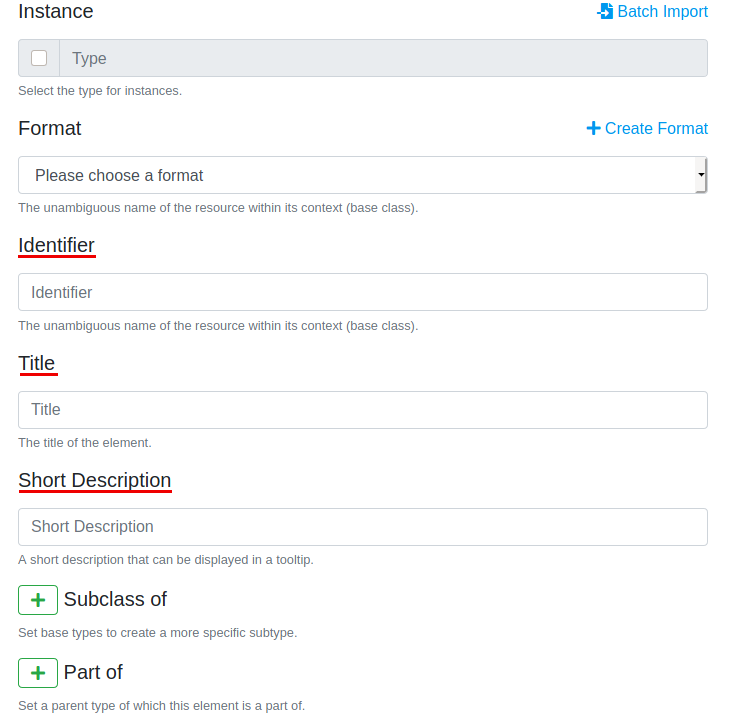 Instance
Batch Import
Type
Select the type for instances.
Format
Create Format
Please choose a format
The unambiguous name of the resource within its context (base class).
Identifier
Identifier
The unambiguous name of the resource within its context (base class).
Title
Title
The title of the element.
Short Description
Short Description
A short description that can be displayed in a tooltip.
Subclass of
Set base types to create a more specific subtype.
Part of
Set a parent type of which this element is a part of.